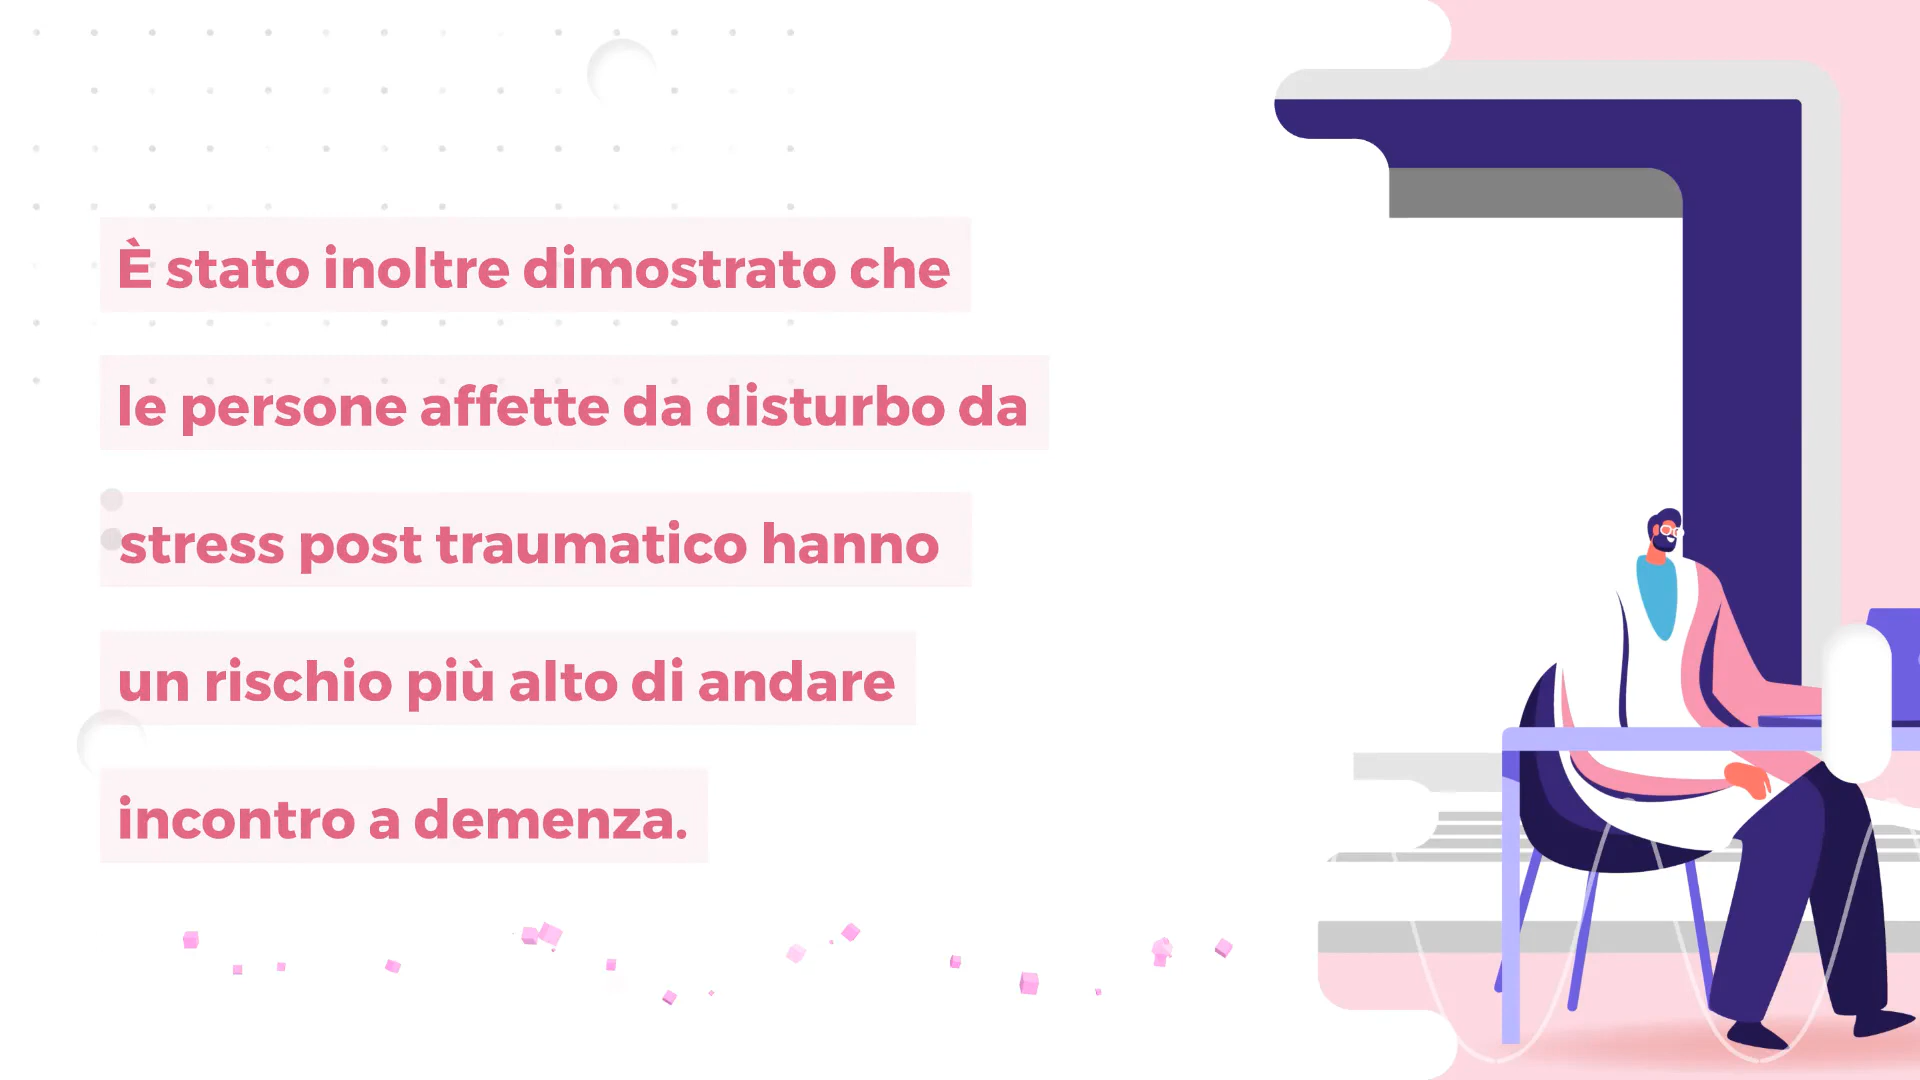 È stato inoltre dimostrato che
le persone affette da disturbo da
stress post traumatico hanno
un rischio più alto di andare
incontro a demenza.